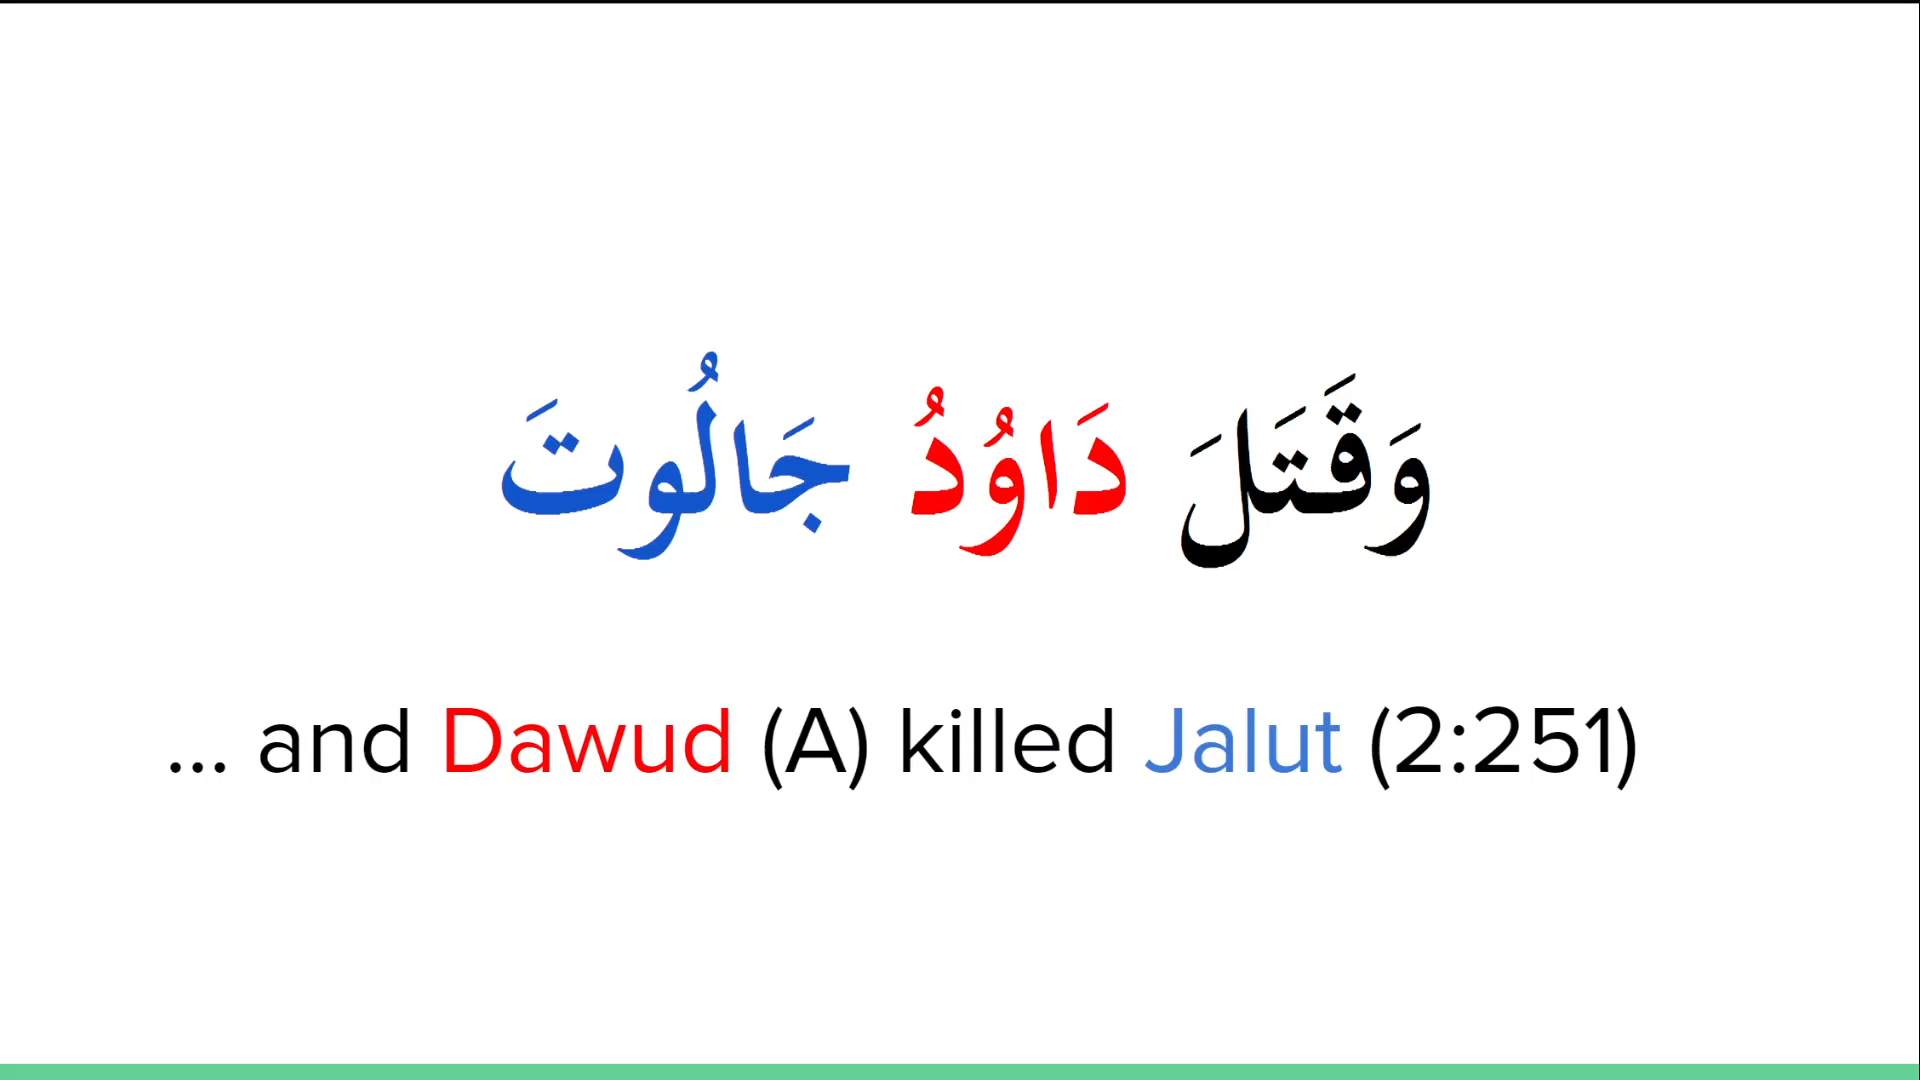 وَقَتَلَ دَاوُدُ جَالُوتَ
... and Dawud (A) killed Jalut (2:251)